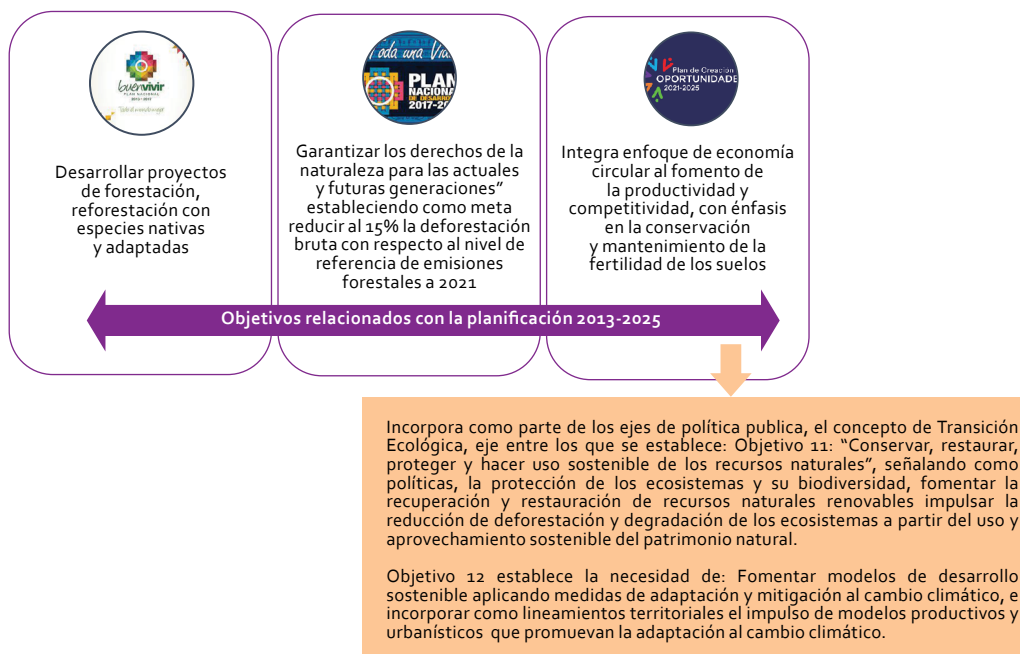 buenvivir
PLAN NACIONAL
2013 - 2017
Desarrollar proyectos
de forestación,
reforestación con
especies nativas
y adaptadas
Toda una Vid
PLAN
NACIONA
DE DESARROLL
2017-20
Garantizar los derechos de la
naturaleza para las actuales
y futuras generaciones”
estableciendo como meta
reducir al 15% la deforestación
bruta con respecto al nivel de
referencia de emisiones
forestales a 2021
Plan de Creación
OPORTUNIDADE
2021-2025
Integra enfoque de economía
circular al fomento de
la productividad y
competitividad, con énfasis
en la conservación
y mantenimiento de la
fertilidad de los suelos
Objetivos relacionados con la planificación 2013-2025
Incorpora como parte de los ejes de política publica, el concepto de Transición
Ecológica, eje entre los que se establece: Objetivo 11: “Conservar, restaurar,
proteger y hacer uso sostenible de los recursos naturales”, señalando como
políticas, la protección de los ecosistemas y su biodiversidad, fomentar la
recuperación y restauración de recursos naturales renovables impulsar la
reducción de deforestación y degradación de los ecosistemas a partir del uso y
aprovechamiento sostenible del patrimonio natural.
Objetivo 12 establece la necesidad de: Fomentar modelos de desarrollo
sostenible aplicando medidas de adaptación y mitigación al cambio climático, e
incorporar como lineamientos territoriales el impulso de modelos productivos y
urbanísticos que promuevan la adaptación al cambio climático.